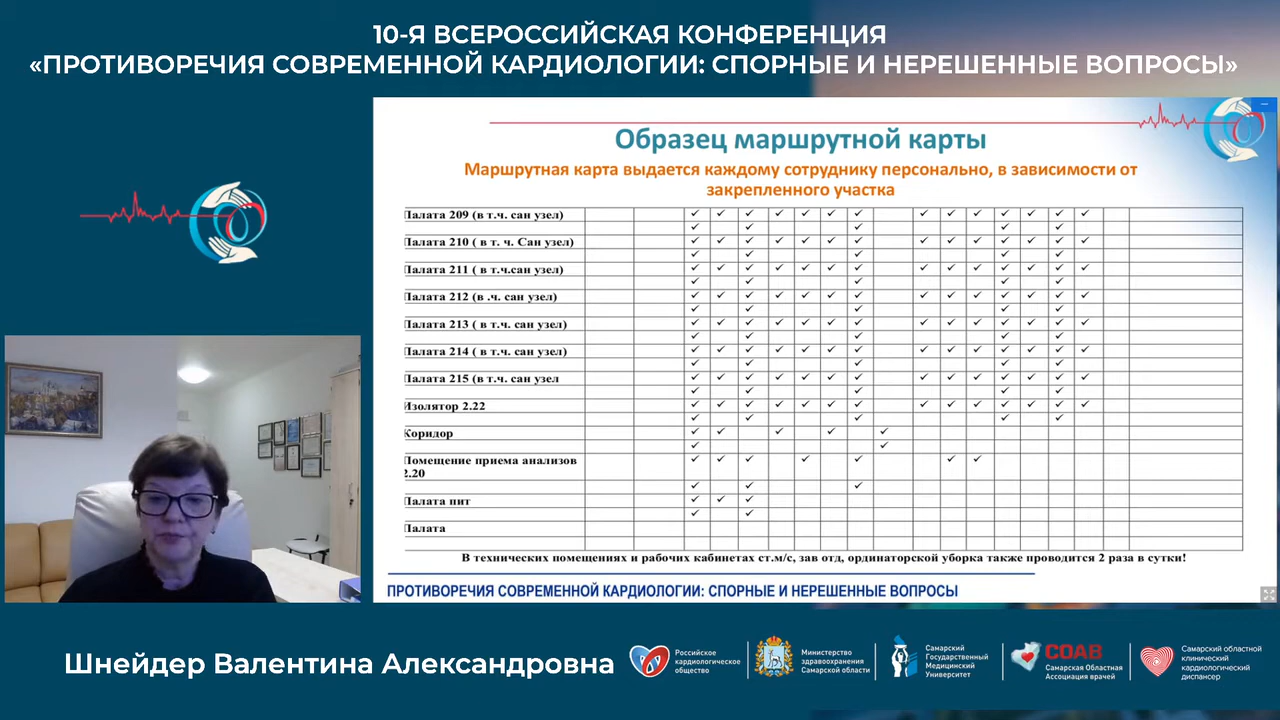 10-Я ВСЕРОССИЙСКАЯ КОНФЕРЕНЦИЯ
«ПРОТИВОРЕЧИЯ СОВРЕМЕННОЙ КАРДИОЛОГИИ: СПОРНЫЕ И НЕРЕШЕННЫЕ ВОПРОСЫ»
Образец маршрутной карты
Маршрутная карта выдается каждому сотруднику персонально, в зависимости от
закрепленного участка
Палата 209 (в т.ч. сан узел)
Палата 210 ( в т. ч. Сан узел)
Палата 211 ( в т.ч.сан узел)
Палата 212 (в .ч. сан узел)
Палата 213 ( в т.ч. сан узел)
Палата 214 ( в т.ч. сан узел)
Палата 215 (в т.ч. сан узел
Изолятор 2.22
Коридор
Помещение приема анализов
2.20
Палата пит
Палата
В технических помещениях и рабочих кабинетах ст.м/с, зав отд, ординаторской уборка также проводится 2 раза в сутки!
ПРОТИВОРЕЧИЯ СОВРЕМЕННОЙ КАРДИОЛОГИИ: СПОРНЫЕ И НЕРЕШЕННЫЕ ВОПРОСЫ
Шнейдер Валентина Александровна
Российское
кардиологическое
общество
Министерство
здравоохранения
Самарской области
Самарский
Государственный
Медицинский
Университет
СОАВ
Самарская Областная
Ассоциация врачей
Самарский областной
клинический
кардиологический
диспансер